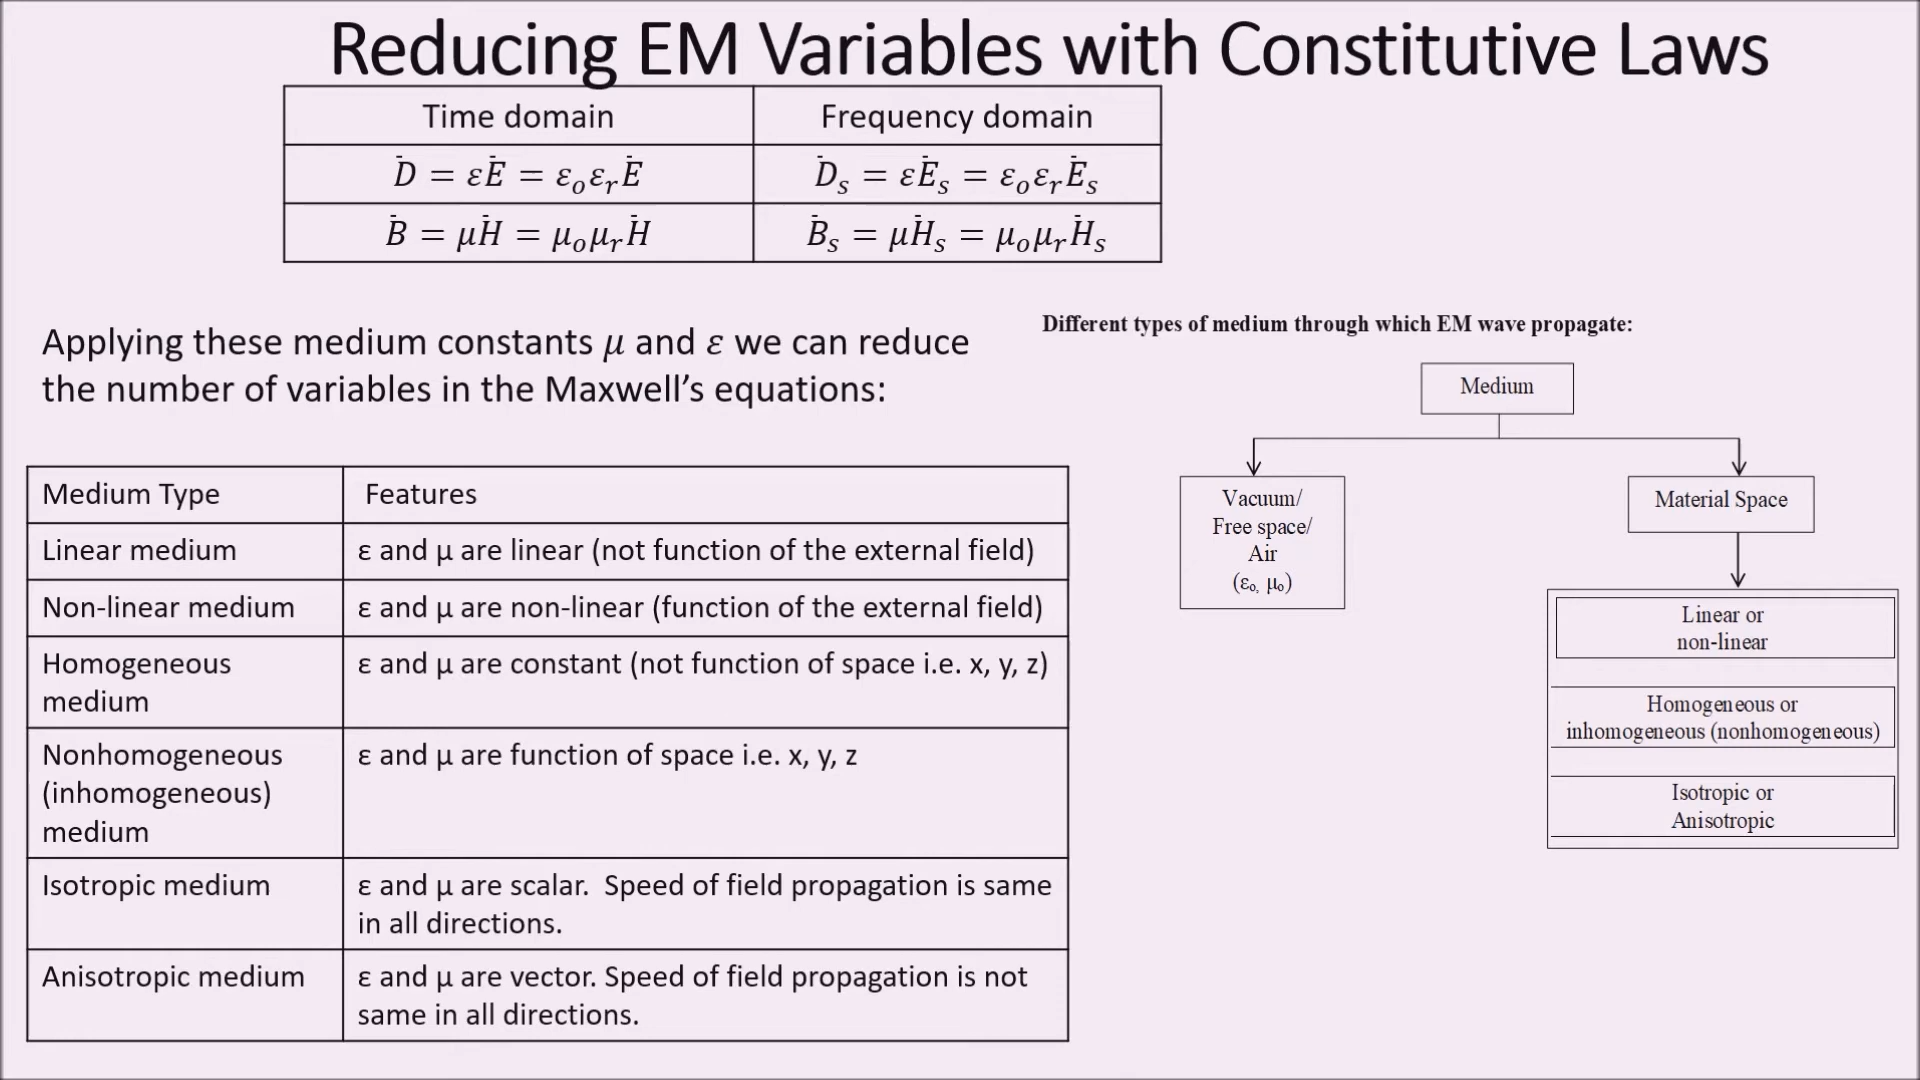 Reducing EM Variables with Constitutive Laws
Time domain
Frequency domain
D̄ = εĒ = εₒεᵣĒ
D̄ₛ = εĒₛ = εₒεᵣĒₛ
B̄ = μH̄ = μₒμᵣH̄
B̄ₛ = μH̄ₛ = μₒμᵣH̄ₛ
Applying these medium constants μ and ε we can reduce
the number of variables in the Maxwell’s equations:
Medium Type
Features
Linear medium
ε and μ are linear (not function of the external field)
Non-linear medium
ε and μ are non-linear (function of the external field)
Homogeneous
medium
ε and μ are constant (not function of space i.e. x, y, z)
Nonhomogeneous
(inhomogeneous)
medium
ε and μ are function of space i.e. x, y, z
Isotropic medium
ε and μ are scalar. Speed of field propagation is same
in all directions.
Anisotropic medium
ε and μ are vector. Speed of field propagation is not
same in all directions.
Different types of medium through which EM wave propagate:
Medium
Vacuum/
Free space/
Air
(εₒ, μₒ)
Material Space
Linear or
non-linear
Homogeneous or
inhomogeneous (nonhomogeneous)
Isotropic or
Anisotropic